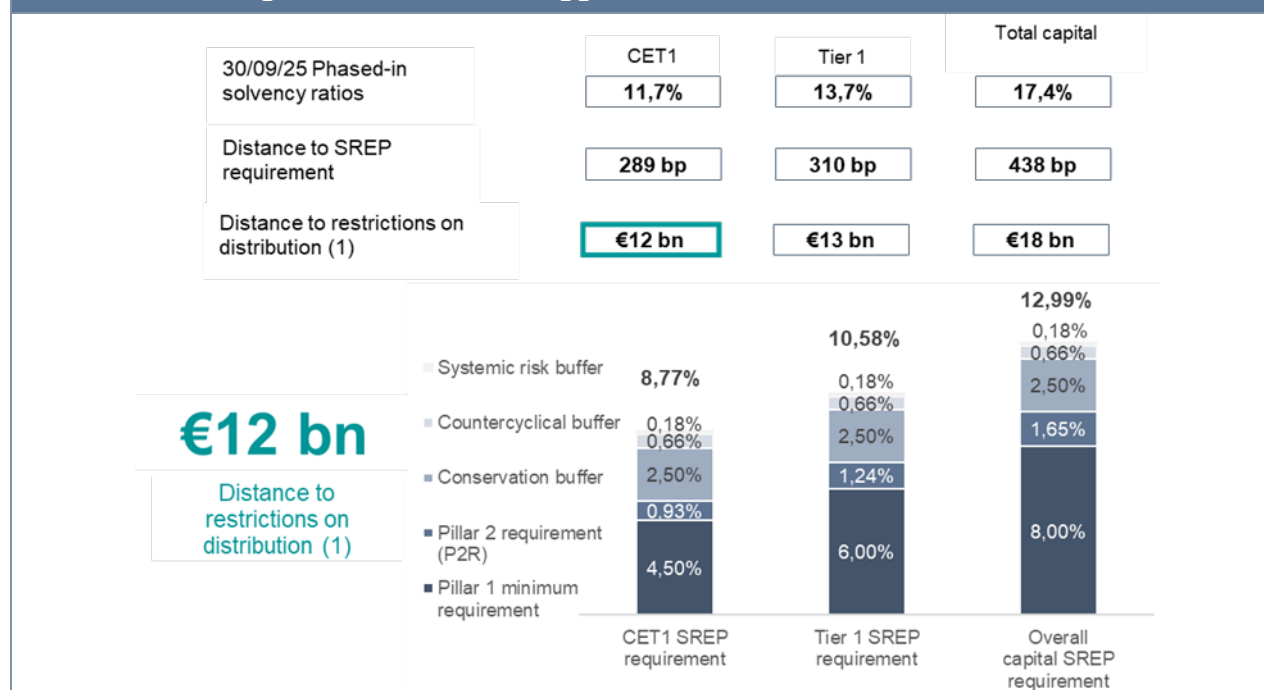 CET1
Tier 1
Total capital
30/09/25 Phased-in
solvency ratios
11,7%
13,7%
17,4%
Distance to SREP
requirement
289 bp
310 bp
438 bp
Distance to restrictions on
distribution (1)
€12 bn
€13 bn
€18 bn
€12 bn
Distance to
restrictions on
distribution (1)
Systemic risk buffer
Countercyclical buffer
Conservation buffer
Pillar 2 requirement
(P2R)
Pillar 1 minimum
requirement
8,77%
0,18%
0,66%
2,50%
0,93%
4,50%
CET1 SREP
requirement
10,58%
0,18%
0,66%
2,50%
1,24%
6,00%
Tier 1 SREP
requirement
12,99%
0,18%
0,66%
2,50%
1,65%
8,00%
Overall
capital SREP
requirement